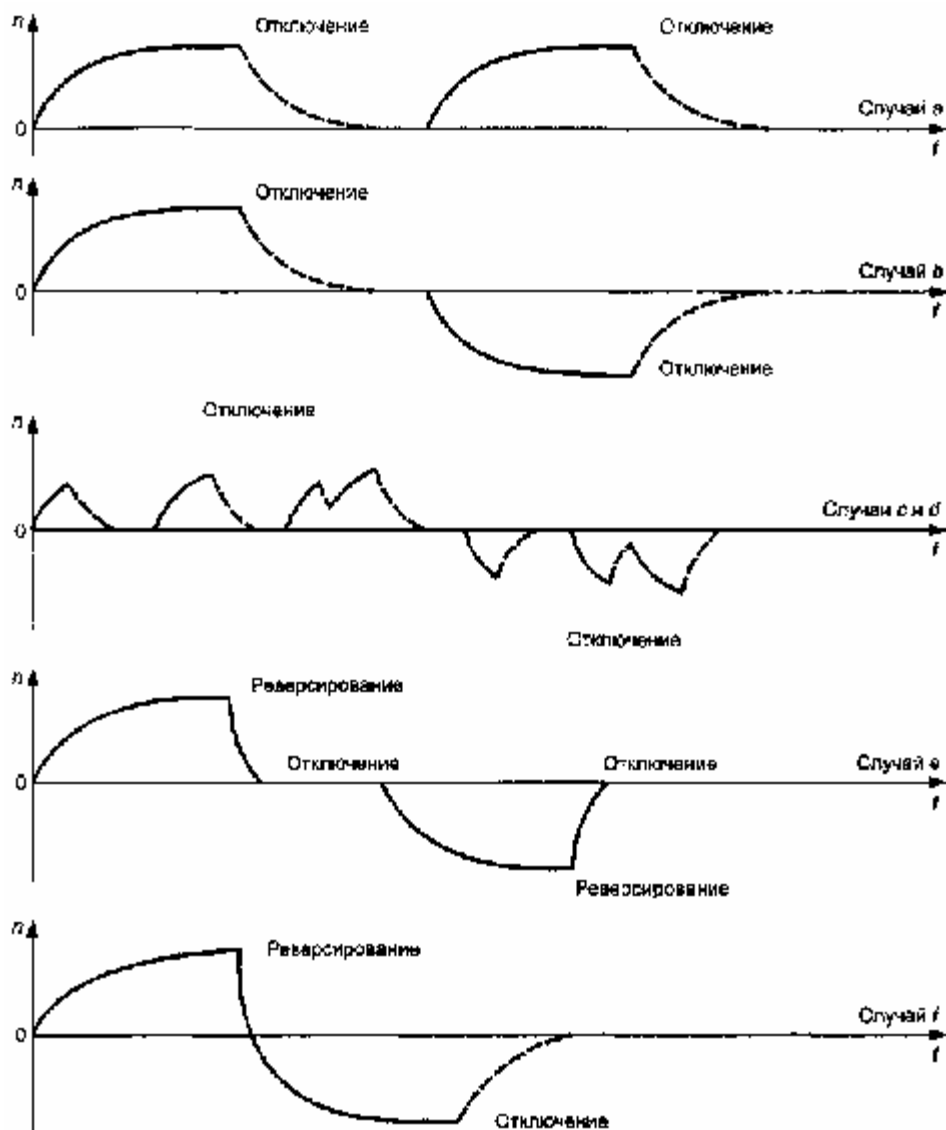 n
Отключение
Отключение
0
Случай a
t
n
Отключение
0
Случай b
t
Отключение
Отключение
n
0
Случаи c и d
t
Отключение
n
Реверсирование
0
Отключение
Отключение
Случай e
t
Реверсирование
n
Реверсирование
0
Случай f
t
Отключение